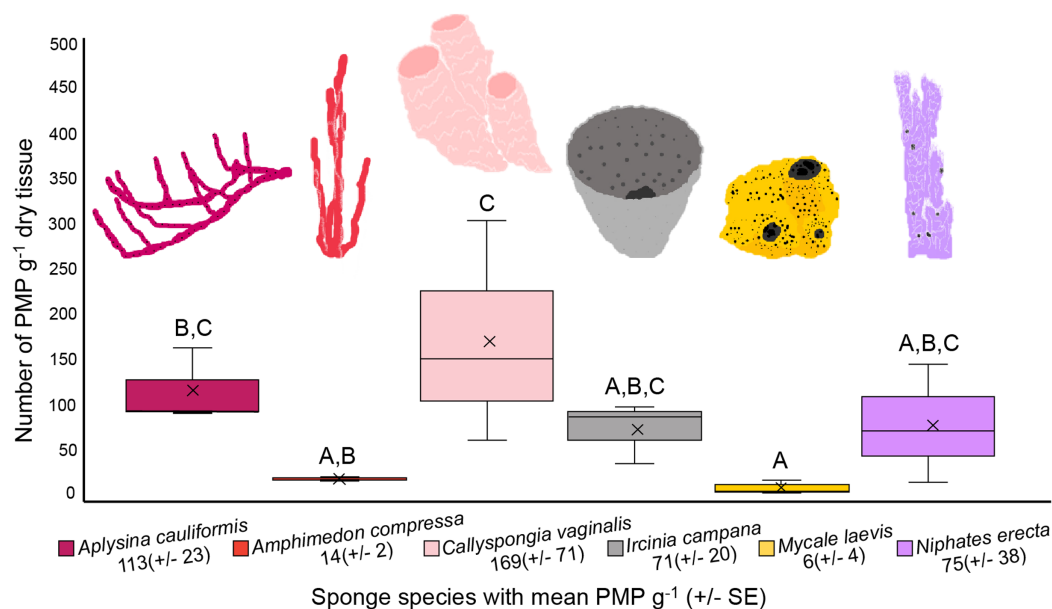 Number of PMP g⁻¹ dry tissue
500
450
400
350
300
250
200
150
100
50
0
B,C
A,B
C
A,B,C
A
A,B,C
Aplysina cauliformis
113(+/- 23)
Amphimedon compressa
14(+/- 2)
Callyspongia vaginalis
169(+/- 71)
Ircinia campana
71(+/- 20)
Mycale laevis
6(+/- 4)
Niphates erecta
75(+/- 38)
Sponge species with mean PMP g⁻¹ (+/- SE)